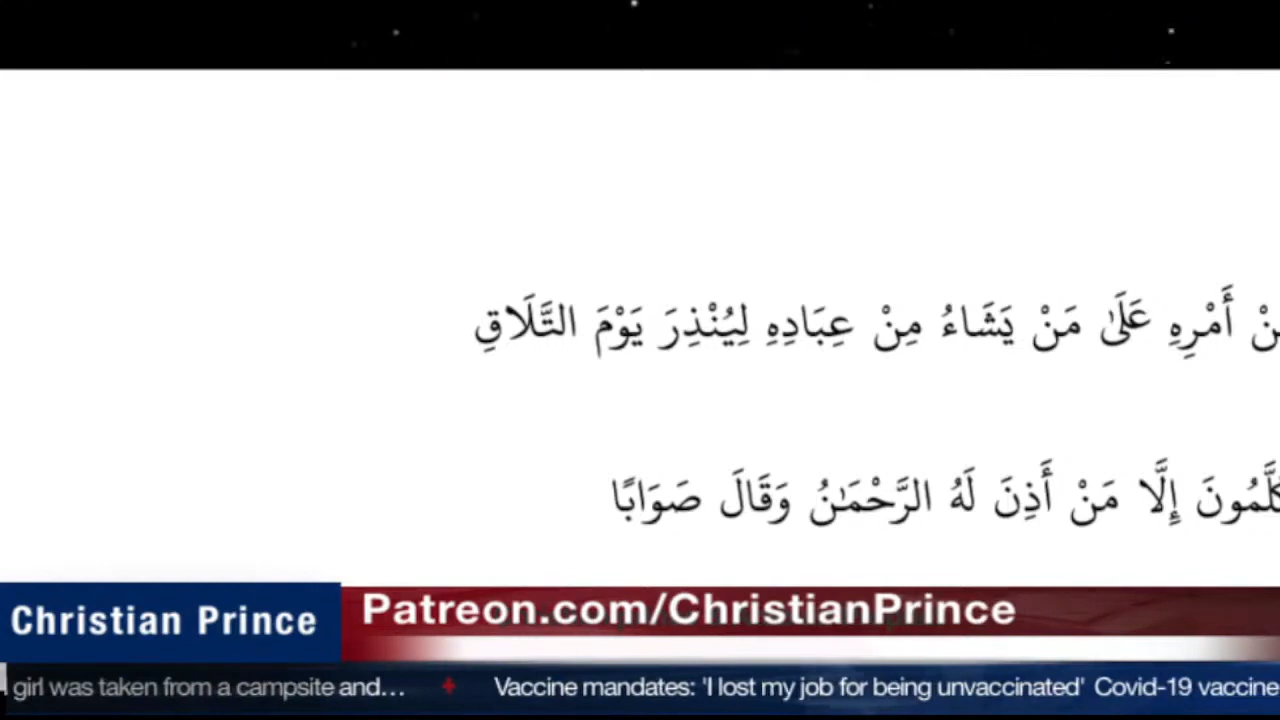 أَمْرِهِ عَلَىٰ مَنْ يَشَاءُ مِنْ عِبَادِهِ لِيُنْذِرَ يَوْمَ التَّلَاقِ
إِلَّا مَنْ أَذِنَ لَهُ الرَّحْمَٰنُ وَقَالَ صَوَابًا
Christian Prince
Patreon.com/ChristianPrince
girl was taken from a campsite and... Vaccine mandates: 'I lost my job for being unvaccinated' Covid-19 vaccine